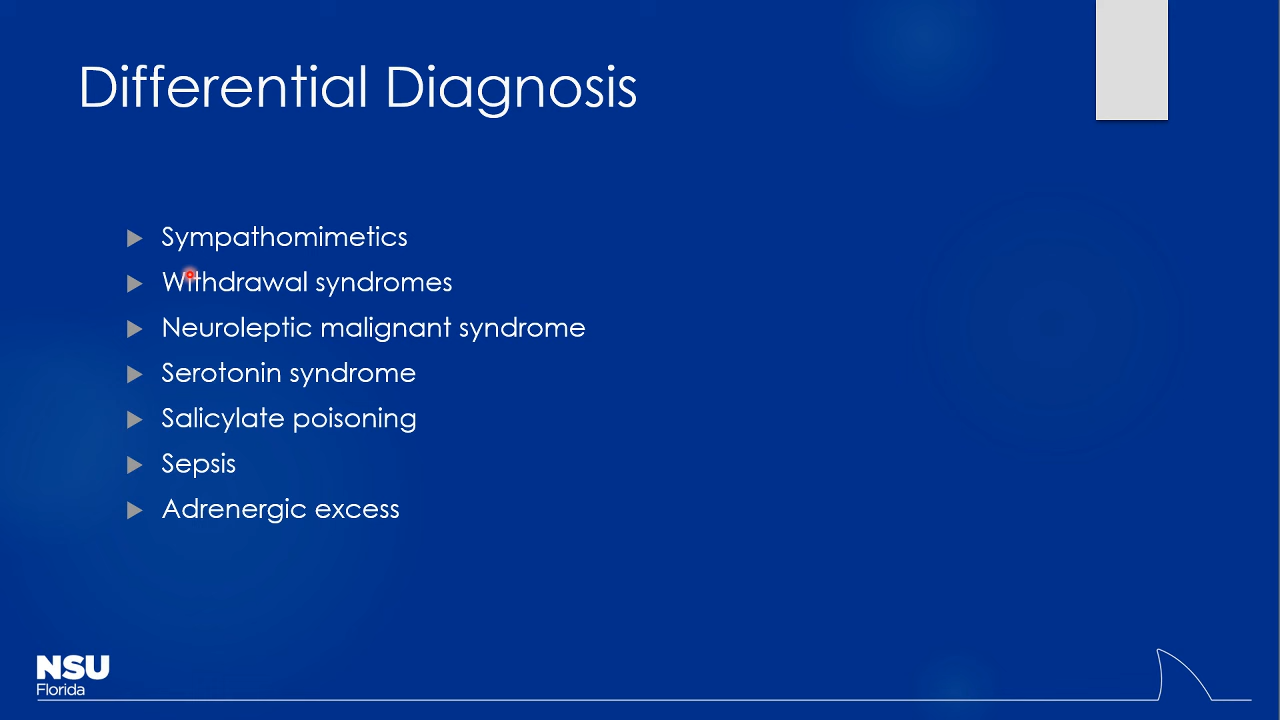 Differential Diagnosis
Sympathomimetics
Withdrawal syndromes
Neuroleptic malignant syndrome
Serotonin syndrome
Salicylate poisoning
Sepsis
Adrenergic excess
NSU
Florida